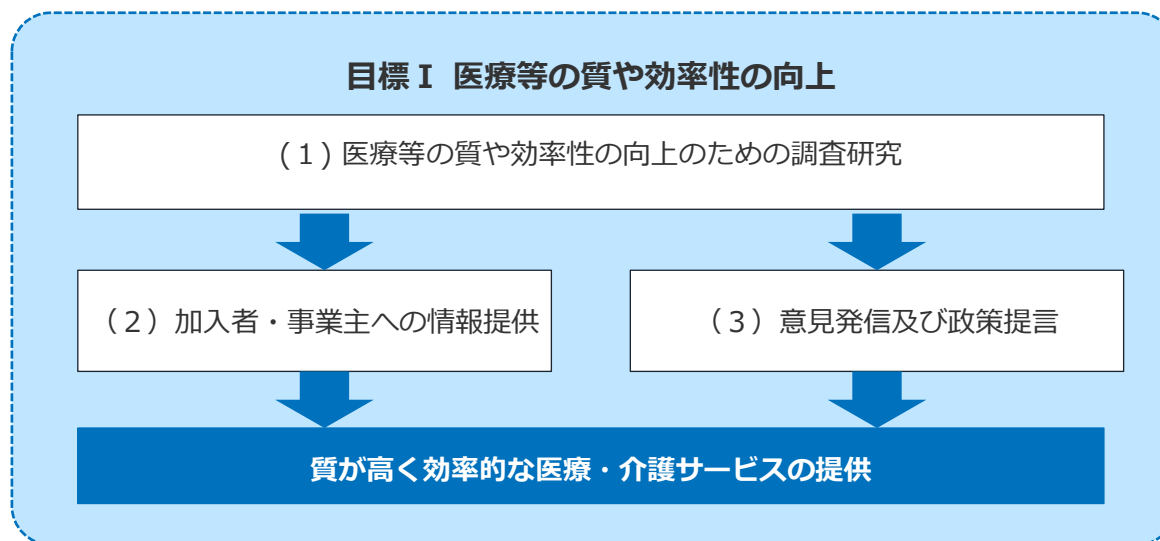 目標Ⅰ 医療等の質や効率性の向上
(１) 医療等の質や効率性の向上のための調査研究
（２）加入者・事業主への情報提供
（３）意見発信及び政策提言
質が高く効率的な医療・介護サービスの提供